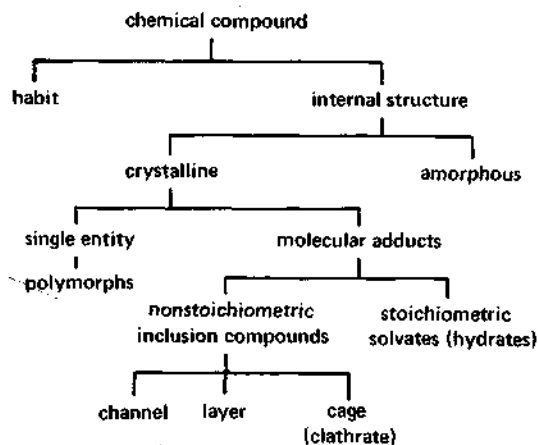 chemical compound
habit
internal structure
crystalline
amorphous
single entity
molecular adducts
polymorphs
nonstoichiometric
inclusion compounds
stoichiometric
solvates (hydrates)
channel
layer
cage
(clathrate)